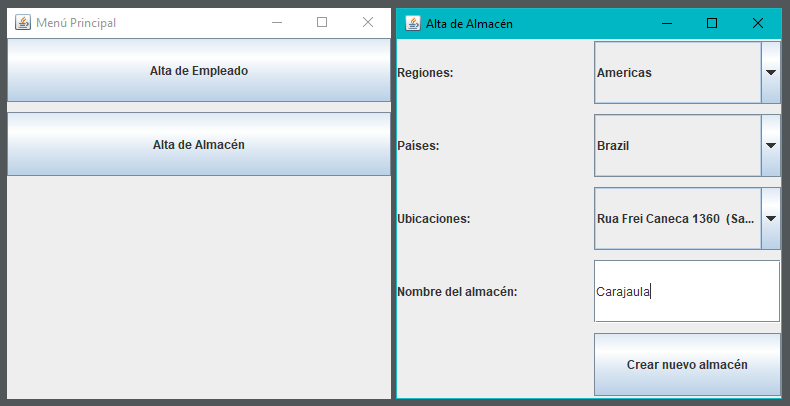 Menú Principal
Alta de Empleado
Alta de Almacén
Alta de Almacén
Regiones:
Americas
Países:
Brazil
Ubicaciones:
Rua Frei Caneca 1360 (Sa...
Nombre del almacén:
Carajaula
Crear nuevo almacén